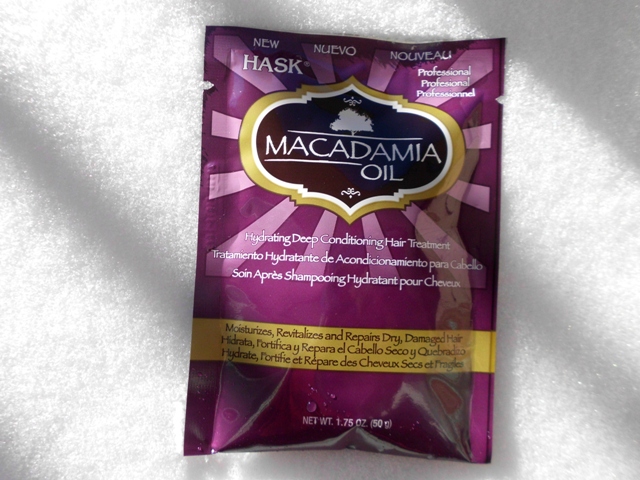 NEW NUEVO NOUVEAU
HASK
Professional
Profesional
Professionnel
MACADAMIA
OIL
Hydrating Deep Conditioning Hair Treatment
Tratamiento Hydratante de Acondicionamiento para Cabello
Soin Après Shampooing Hydratant pour Cheveux
Moisturizes, Revitalizes and Repairs Dry, Damaged Hair
Hidrata, Fortifica y Repara el Cabello Seco y Quebradizo
Hydrate, Fortifie et Répare des Cheveux Secs et Fragiles
NET WT. 1.75 OZ. (50 g)